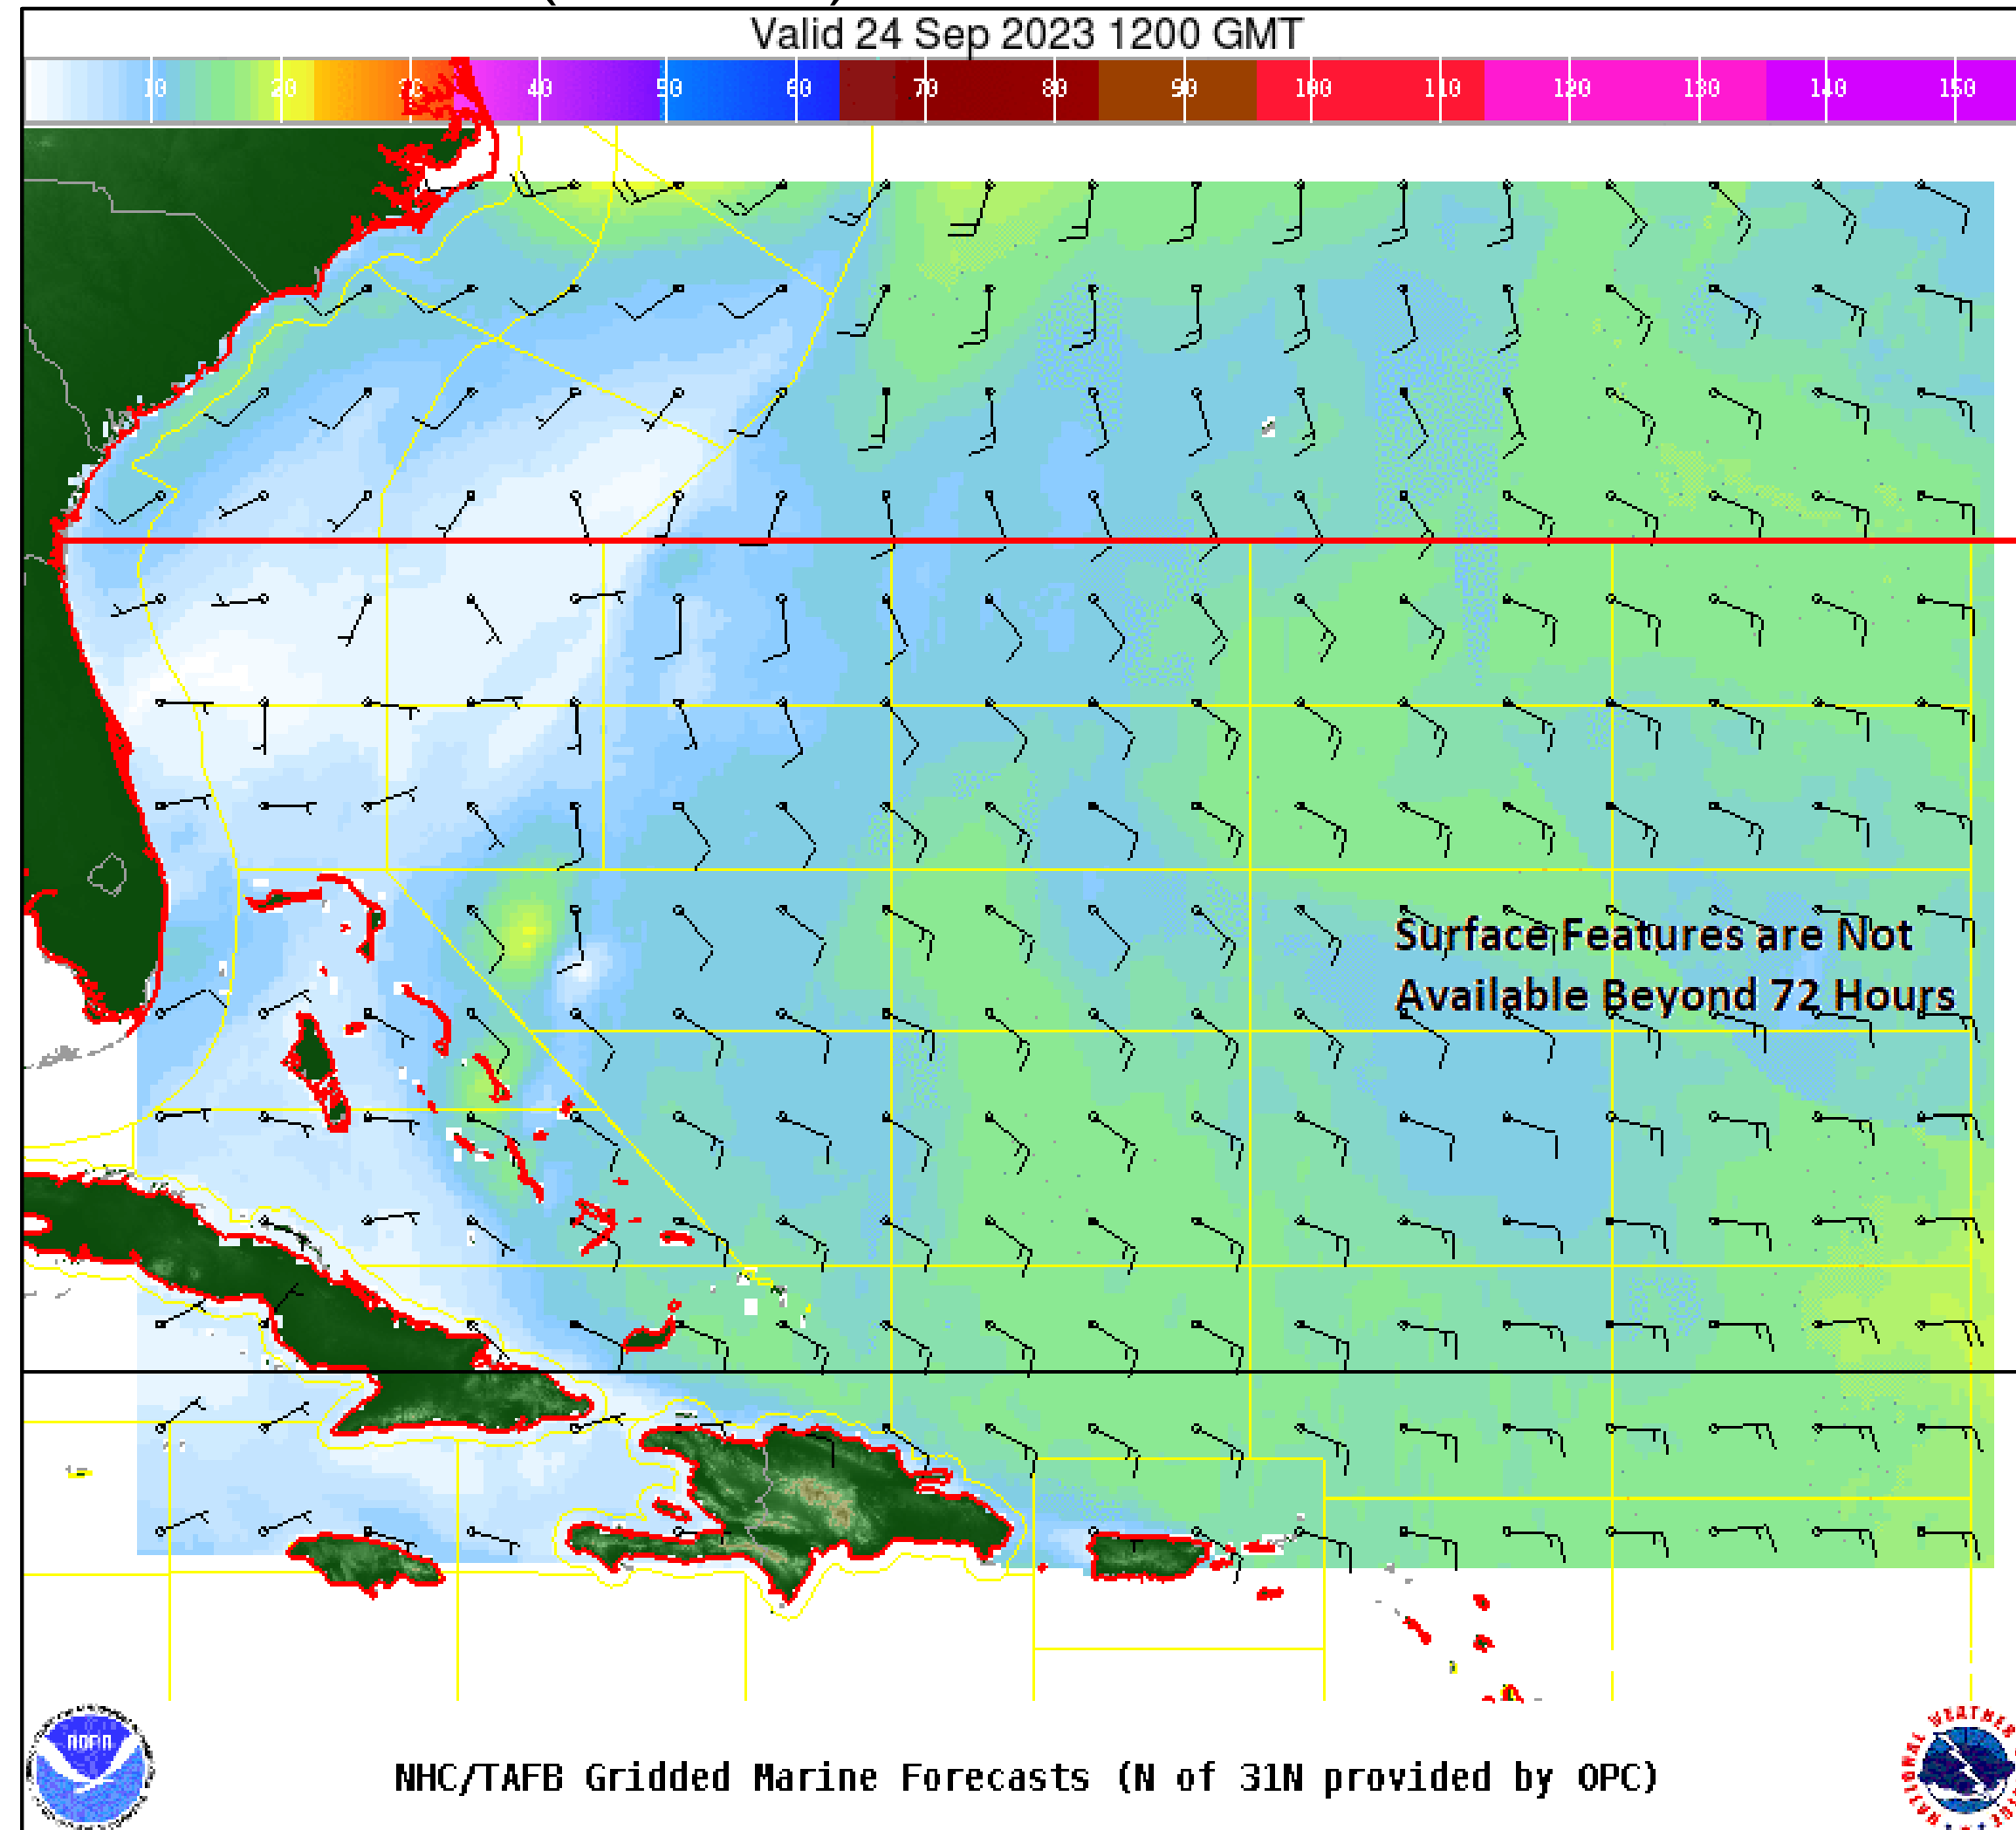 Valid 24 Sep 2023 1200 GMT
10 20 40 50 60 70 80 90 100 110 120 130 140 150
Surface Features are Not
Available Beyond 72 Hours
NOAA
NHC/TAFB Gridded Marine Forecasts (N of 31N provided by OPC)
NATIONAL WEATHER